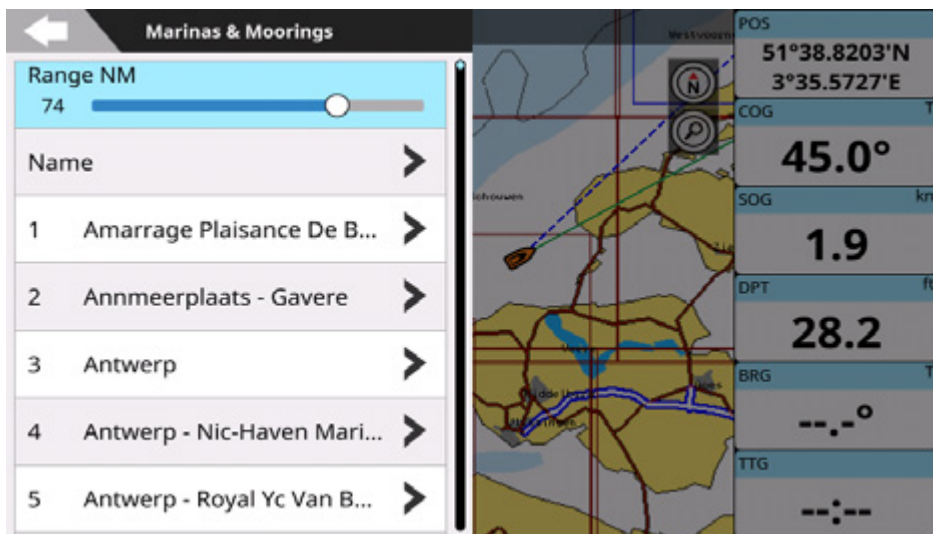 Marinas & Moorings
Range NM
74
Name
1 Amarrage Plaisance De B...
2 Annmeerplaats - Gavere
3 Antwerp
4 Antwerp - Nic-Haven Mari...
5 Antwerp - Royal Yc Van B...
N
POS
51°38.8203'N
3°35.5727'E
COG T
45.0°
SOG kn
1.9
DPT ft
28.2
BRG T
--.-°
TTG
--:--